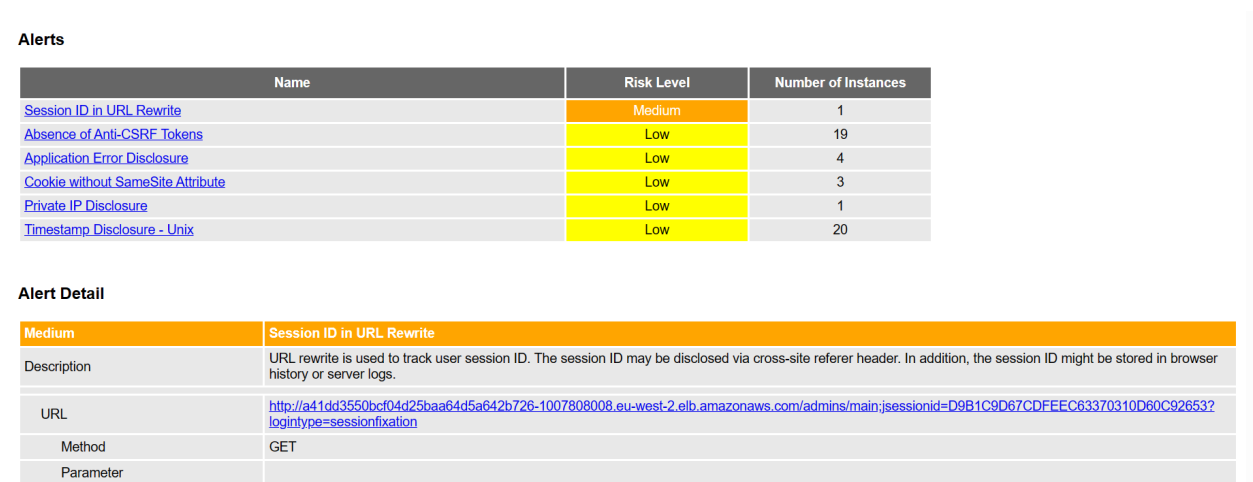 Alerts
Name Risk Level Number of Instances
Session ID in URL Rewrite Medium 1
Absence of Anti-CSRF Tokens Low 19
Application Error Disclosure Low 4
Cookie without SameSite Attribute Low 3
Private IP Disclosure Low 1
Timestamp Disclosure - Unix Low 20
Alert Detail
Medium Session ID in URL Rewrite
Description URL rewrite is used to track user session ID. The session ID may be disclosed via cross-site referer header. In addition, the session ID might be stored in browser
history or server logs.
URL http://a41dd3550bcf04d25baa64d5a642b726-1007808008.eu-west-2.elb.amazonaws.com/admins/main;jsessionid=D9B1C9D67CDFEEC63370310D60C92653?
logintype=sessionfixation
Method GET
Parameter